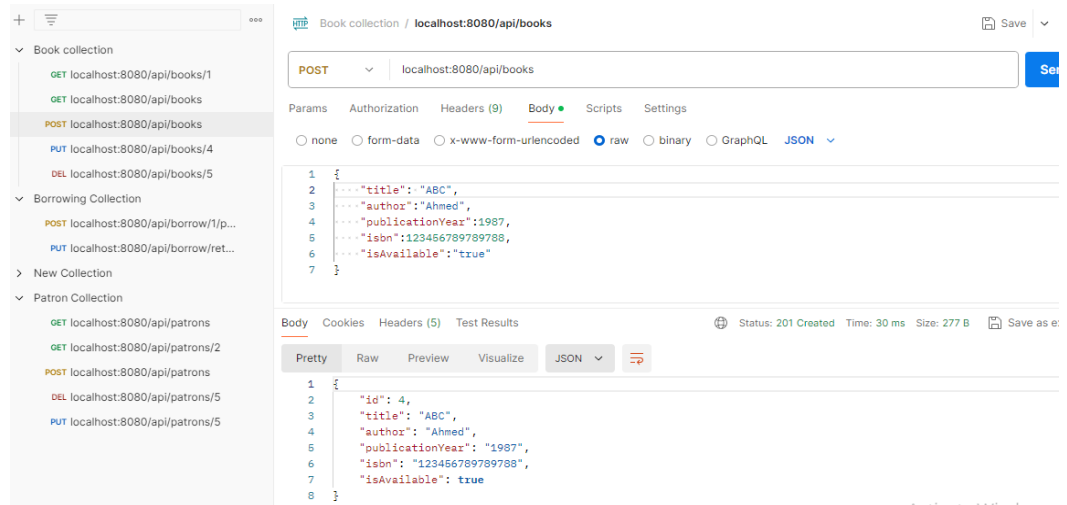 Book collection
GET localhost:8080/api/books/1
GET localhost:8080/api/books
POST localhost:8080/api/books
PUT localhost:8080/api/books/4
DEL localhost:8080/api/books/5
Borrowing Collection
POST localhost:8080/api/borrow/1/p...
PUT localhost:8080/api/borrow/ret...
New Collection
Patron Collection
GET localhost:8080/api/patrons
GET localhost:8080/api/patrons/2
POST localhost:8080/api/patrons
DEL localhost:8080/api/patrons/5
PUT localhost:8080/api/patrons/5
HTTP Book collection / localhost:8080/api/books Save
POST localhost:8080/api/books Sen
Params Authorization Headers (9) Body Scripts Settings
none form-data x-www-form-urlencoded raw binary GraphQL JSON
1 {
2 ····"title":·"ABC",
3 ····"author":"Ahmed",
4 ····"publicationYear":1987,
5 ····"isbn":123456789789788,
6 ····"isAvailable":"true"
7 }
Body Cookies Headers (5) Test Results Status: 201 Created Time: 30 ms Size: 277 B Save as e
Pretty Raw Preview Visualize JSON
1 {
2 "id": 4,
3 "title": "ABC",
4 "author": "Ahmed",
5 "publicationYear": "1987",
6 "isbn": "123456789789788",
7 "isAvailable": true
8 }